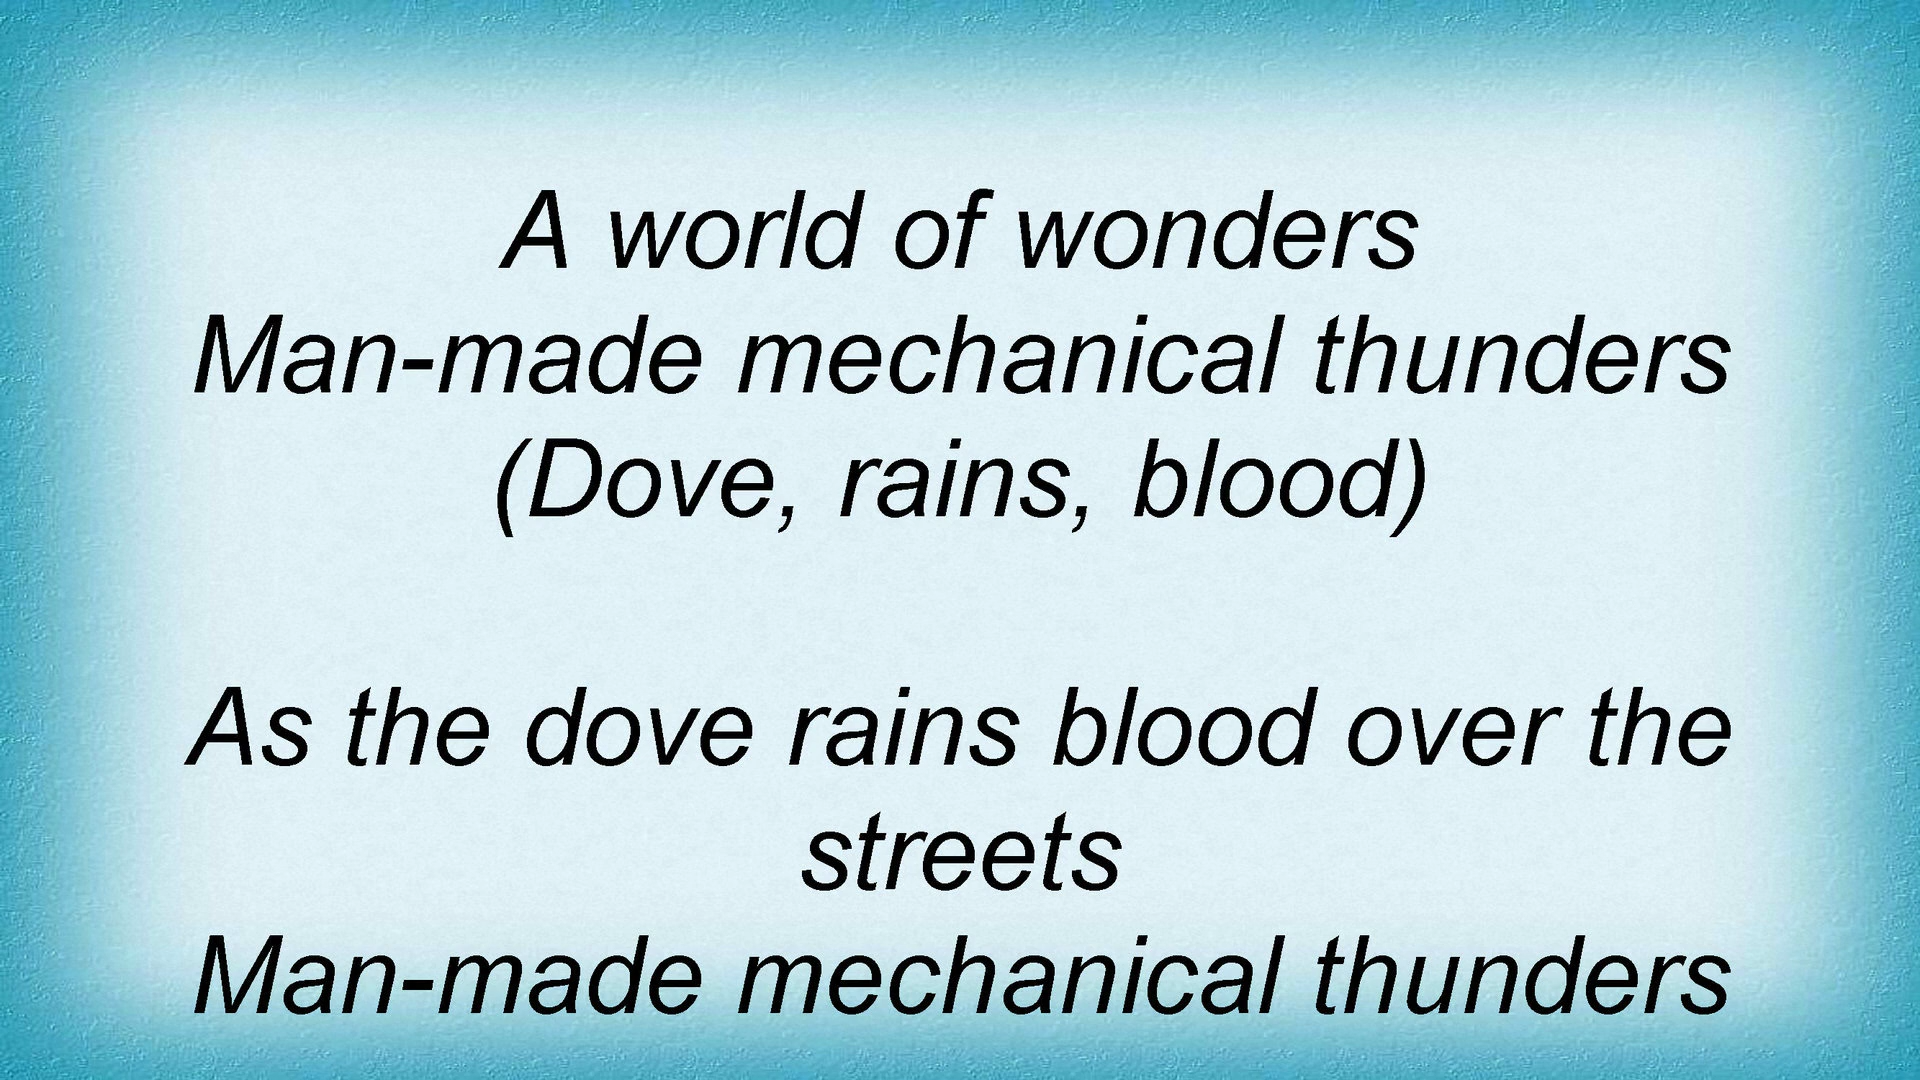 A world of wonders
Man-made mechanical thunders
(Dove, rains, blood)
As the dove rains blood over the
streets
Man-made mechanical thunders